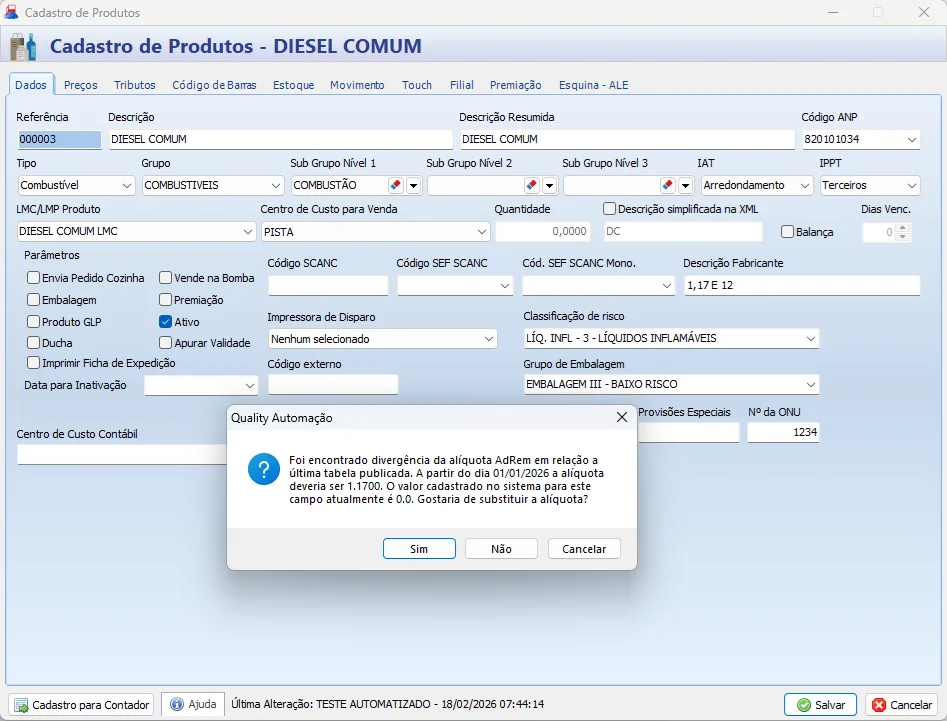 Cadastro de Produtos
Cadastro de Produtos - DIESEL COMUM
Dados Preços Tributos Código de Barras Estoque Movimento Touch Filial Premiação Esquina - ALE
Referência Descrição Descrição Resumida Código ANP
000003 DIESEL COMUM DIESEL COMUM 820101034
Tipo Grupo Sub Grupo Nível 1 Sub Grupo Nível 2 Sub Grupo Nível 3 IAT IPPT
Combustível COMBUSTIVEIS COMBUSTÃO Arredondamento Terceiros
LMC/LMP Produto Centro de Custo para Venda Quantidade Descrição simplificada na XML Dias Venc.
DIESEL COMUM LMC PISTA 0,0000 DC Balança 0
Parâmetros
Código SCANC Código SEF SCANC Cód. SEF SCANC Mono. Descrição Fabricante
Envia Pedido Cozinha Vende na Bomba
1,17 E 12
Embalagem Premiação
Produto GLP Ativo
Impressora de Disparo Classificação de risco
Ducha Apurar Validade
Nenhum selecionado LÍQ. INFL - 3 - LÍQUIDOS INFLAMÁVEIS
Imprimir Ficha de Expedição
Código externo Grupo de Embalagem
Data para Inativação
EMBALAGEM III - BAIXO RISCO
Provisões Especiais Nº da ONU
Centro de Custo Contábil
1234
Quality Automação
Foi encontrado divergência da alíquota AdRem em relação a
última tabela publicada. A partir do dia 01/01/2026 a alíquota
deveria ser 1.1700. O valor cadastrado no sistema para este
campo atualmente é 0.0. Gostaria de substituir a alíquota?
Sim Não Cancelar
Cadastro para Contador Ajuda Última Alteração: TESTE AUTOMATIZADO - 18/02/2026 07:44:14 Salvar Cancelar